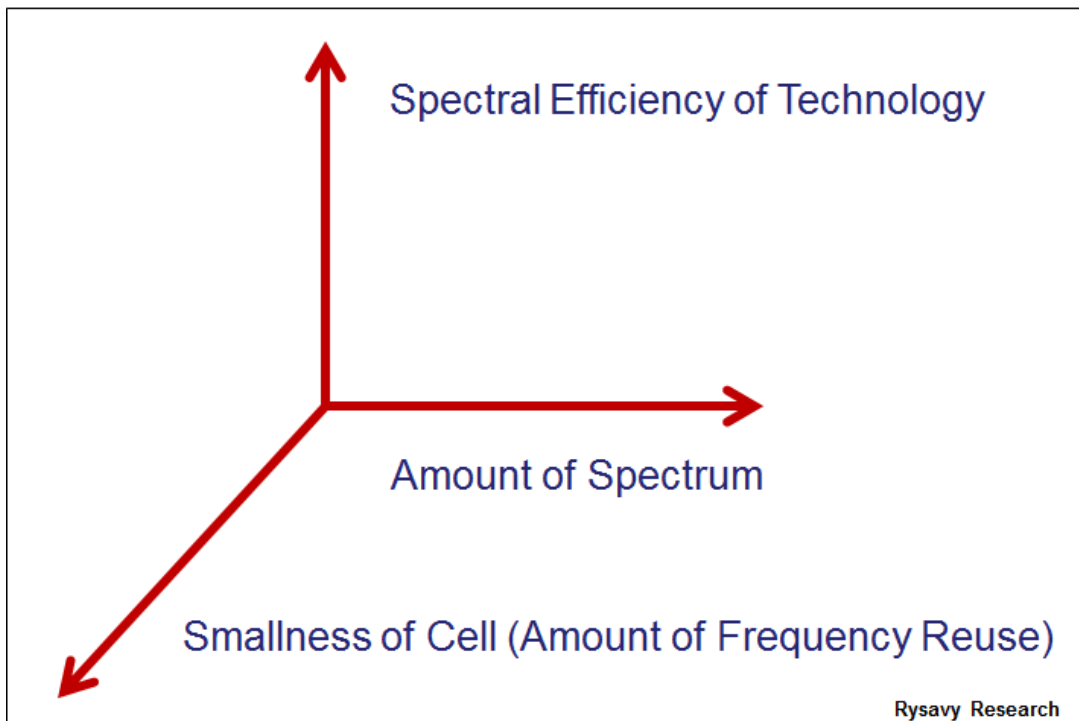 Spectral Efficiency of Technology
Amount of Spectrum
Smallness of Cell (Amount of Frequency Reuse)
Rysavy Research